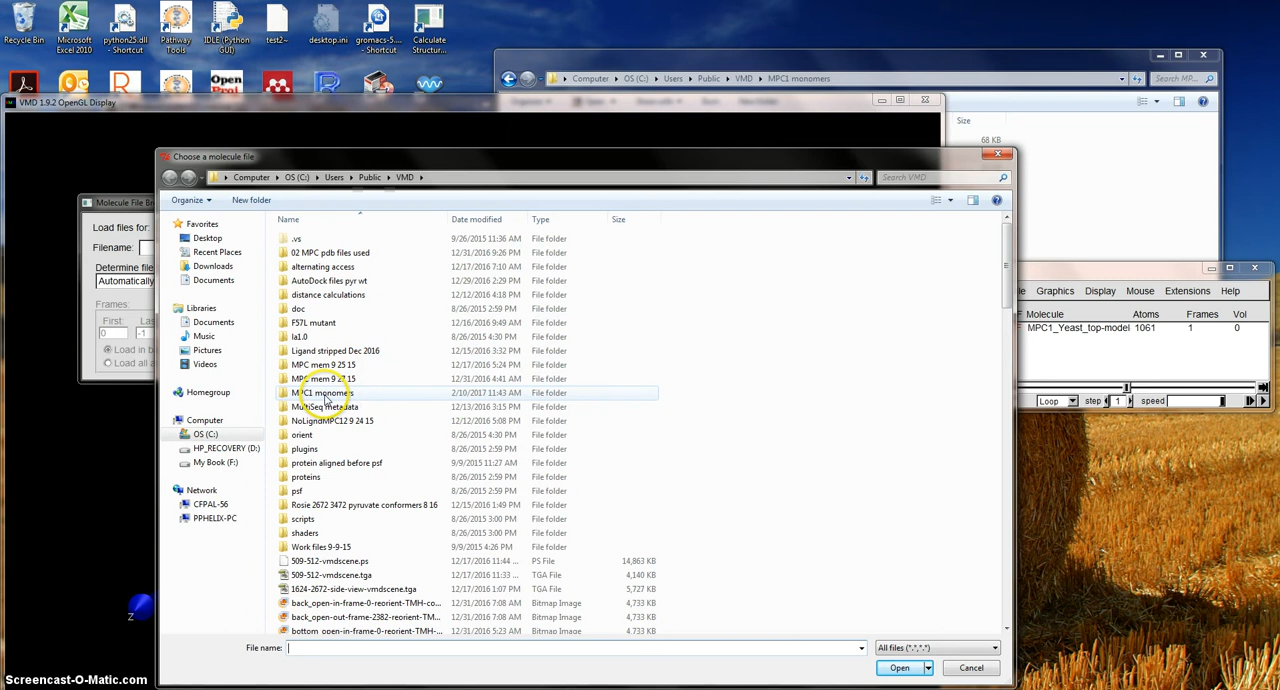 Recycle Bin
Microsoft Excel 2010
python25.dll - Shortcut
Pathway Tools
IDLE (Python GUI)
test2~
desktop.ini
gromacs-5.... - Shortcut
Calculate Structur...
Open
Computer ▸ OS (C:) ▸ Users ▸ Public ▸ VMD ▸ MPC1 monomers
Search MP...
VMD 1.9.2 OpenGL Display
Size
68 KB
Choose a molecule file
Computer ▸ OS (C:) ▸ Users ▸ Public ▸ VMD ▸
Search VMD
Organize ▾ New folder
Molecule File Br
Load files for:
Filename:
Determine file
Automatically
Frames:
First: Las
0 -1
Load in b
Load all a
Z
Favorites
Desktop
Recent Places
Downloads
Documents
Libraries
Documents
Music
Pictures
Videos
Homegroup
Computer
OS (C:)
HP_RECOVERY (D:)
My Book (F:)
Network
CFPAL-56
PPHELIX-PC
Name Date modified Type Size
.vs 9/26/2015 11:36 AM File folder
02 MPC pdb files used 12/31/2016 9:26 PM File folder
alternating access 12/17/2016 7:10 AM File folder
AutoDock files pyr wt 12/29/2016 2:29 PM File folder
distance calculations 12/12/2016 4:18 PM File folder
doc 8/26/2015 2:59 PM File folder
F57L mutant 12/16/2016 9:49 AM File folder
la1.0 8/26/2015 4:30 PM File folder
Ligand stripped Dec 2016 12/15/2016 3:32 PM File folder
MPC mem 9 25 15 12/17/2016 5:24 PM File folder
MPC mem 9 27 15 12/31/2016 4:41 AM File folder
MPC1 monomers 2/10/2017 11:43 AM File folder
MultiSeq metadata 12/13/2016 3:15 PM File folder
NoLigndMPC12 9 24 15 12/12/2016 5:08 PM File folder
orient 8/26/2015 4:30 PM File folder
plugins 8/26/2015 2:59 PM File folder
protein aligned before psf 9/9/2015 11:27 AM File folder
proteins 8/26/2015 2:59 PM File folder
psf 8/26/2015 2:59 PM File folder
Rosie 2672 3472 pyruvate conformers 8 16 12/15/2016 1:49 PM File folder
scripts 8/26/2015 3:00 PM File folder
shaders 8/26/2015 3:00 PM File folder
Work files 9-9-15 9/9/2015 4:26 PM File folder
509-512-vmdscene.ps 12/17/2016 11:44 ... PS File 14,863 KB
509-512-vmdscene.tga 12/17/2016 11:33 ... TGA File 4,140 KB
1624-2672-side-view-vmdscene.tga 12/17/2016 1:07 PM TGA File 5,727 KB
back_open-in-frame-0-reorient-TMH-co... 12/31/2016 7:08 AM Bitmap Image 4,733 KB
back_open-out-frame-2382-reorient-TM... 12/31/2016 7:08 AM Bitmap Image 4,733 KB
bottom_open-in-frame-0-reorient-TMH-... 12/31/2016 5:23 AM Bitmap Image 4,733 KB
File name: All files (*.*,*.*)
Open Cancel
le Graphics Display Mouse Extensions Help
F Molecule Atoms Frames Vol
MPC1_Yeast_top-model 1061 1 0
Loop step 1 speed
Screencast-O-Matic.com